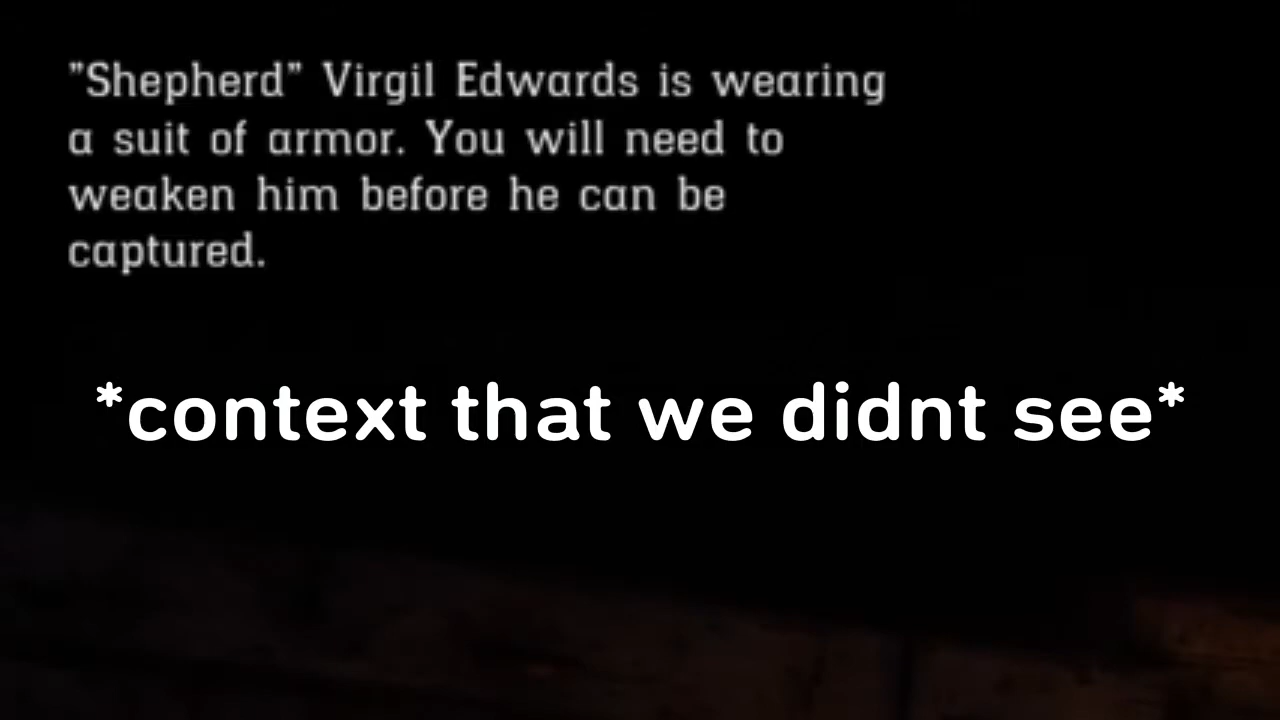 "Shepherd" Virgil Edwards is wearing
a suit of armor. You will need to
weaken him before he can be
captured.
*context that we didnt see*